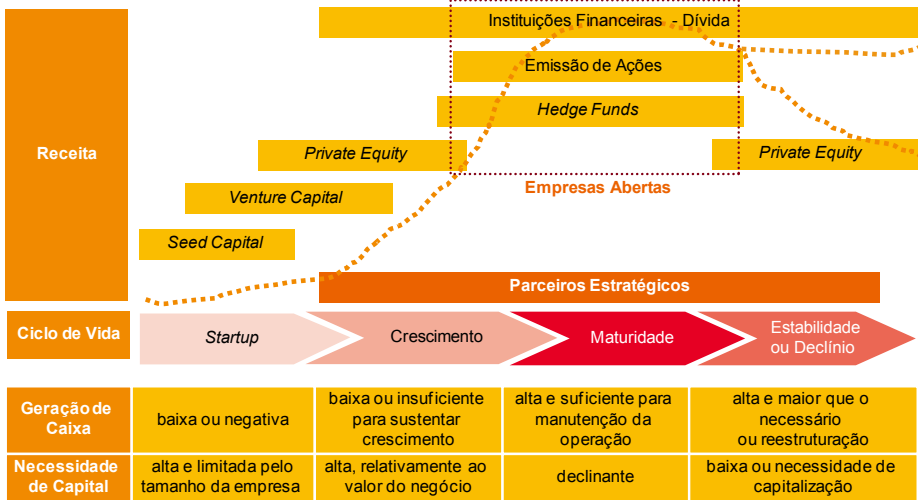 Instituições Financeiras - Dívida
Emissão de Ações
Hedge Funds
Receita
Private Equity
Private Equity
Empresas Abertas
Venture Capital
Seed Capital
Parceiros Estratégicos
Ciclo de Vida
Startup
Crescimento
Maturidade
Estabilidade
ou Declínio
Geração de
Caixa
baixa ou negativa
baixa ou insuficiente
para sustentar
crescimento
alta e suficiente para
manutenção da
operação
alta e maior que o
necessário
ou reestruturação
Necessidade
de Capital
alta e limitada pelo
tamanho da empresa
alta, relativamente ao
valor do negócio
declinante
baixa ou necessidade de
capitalização